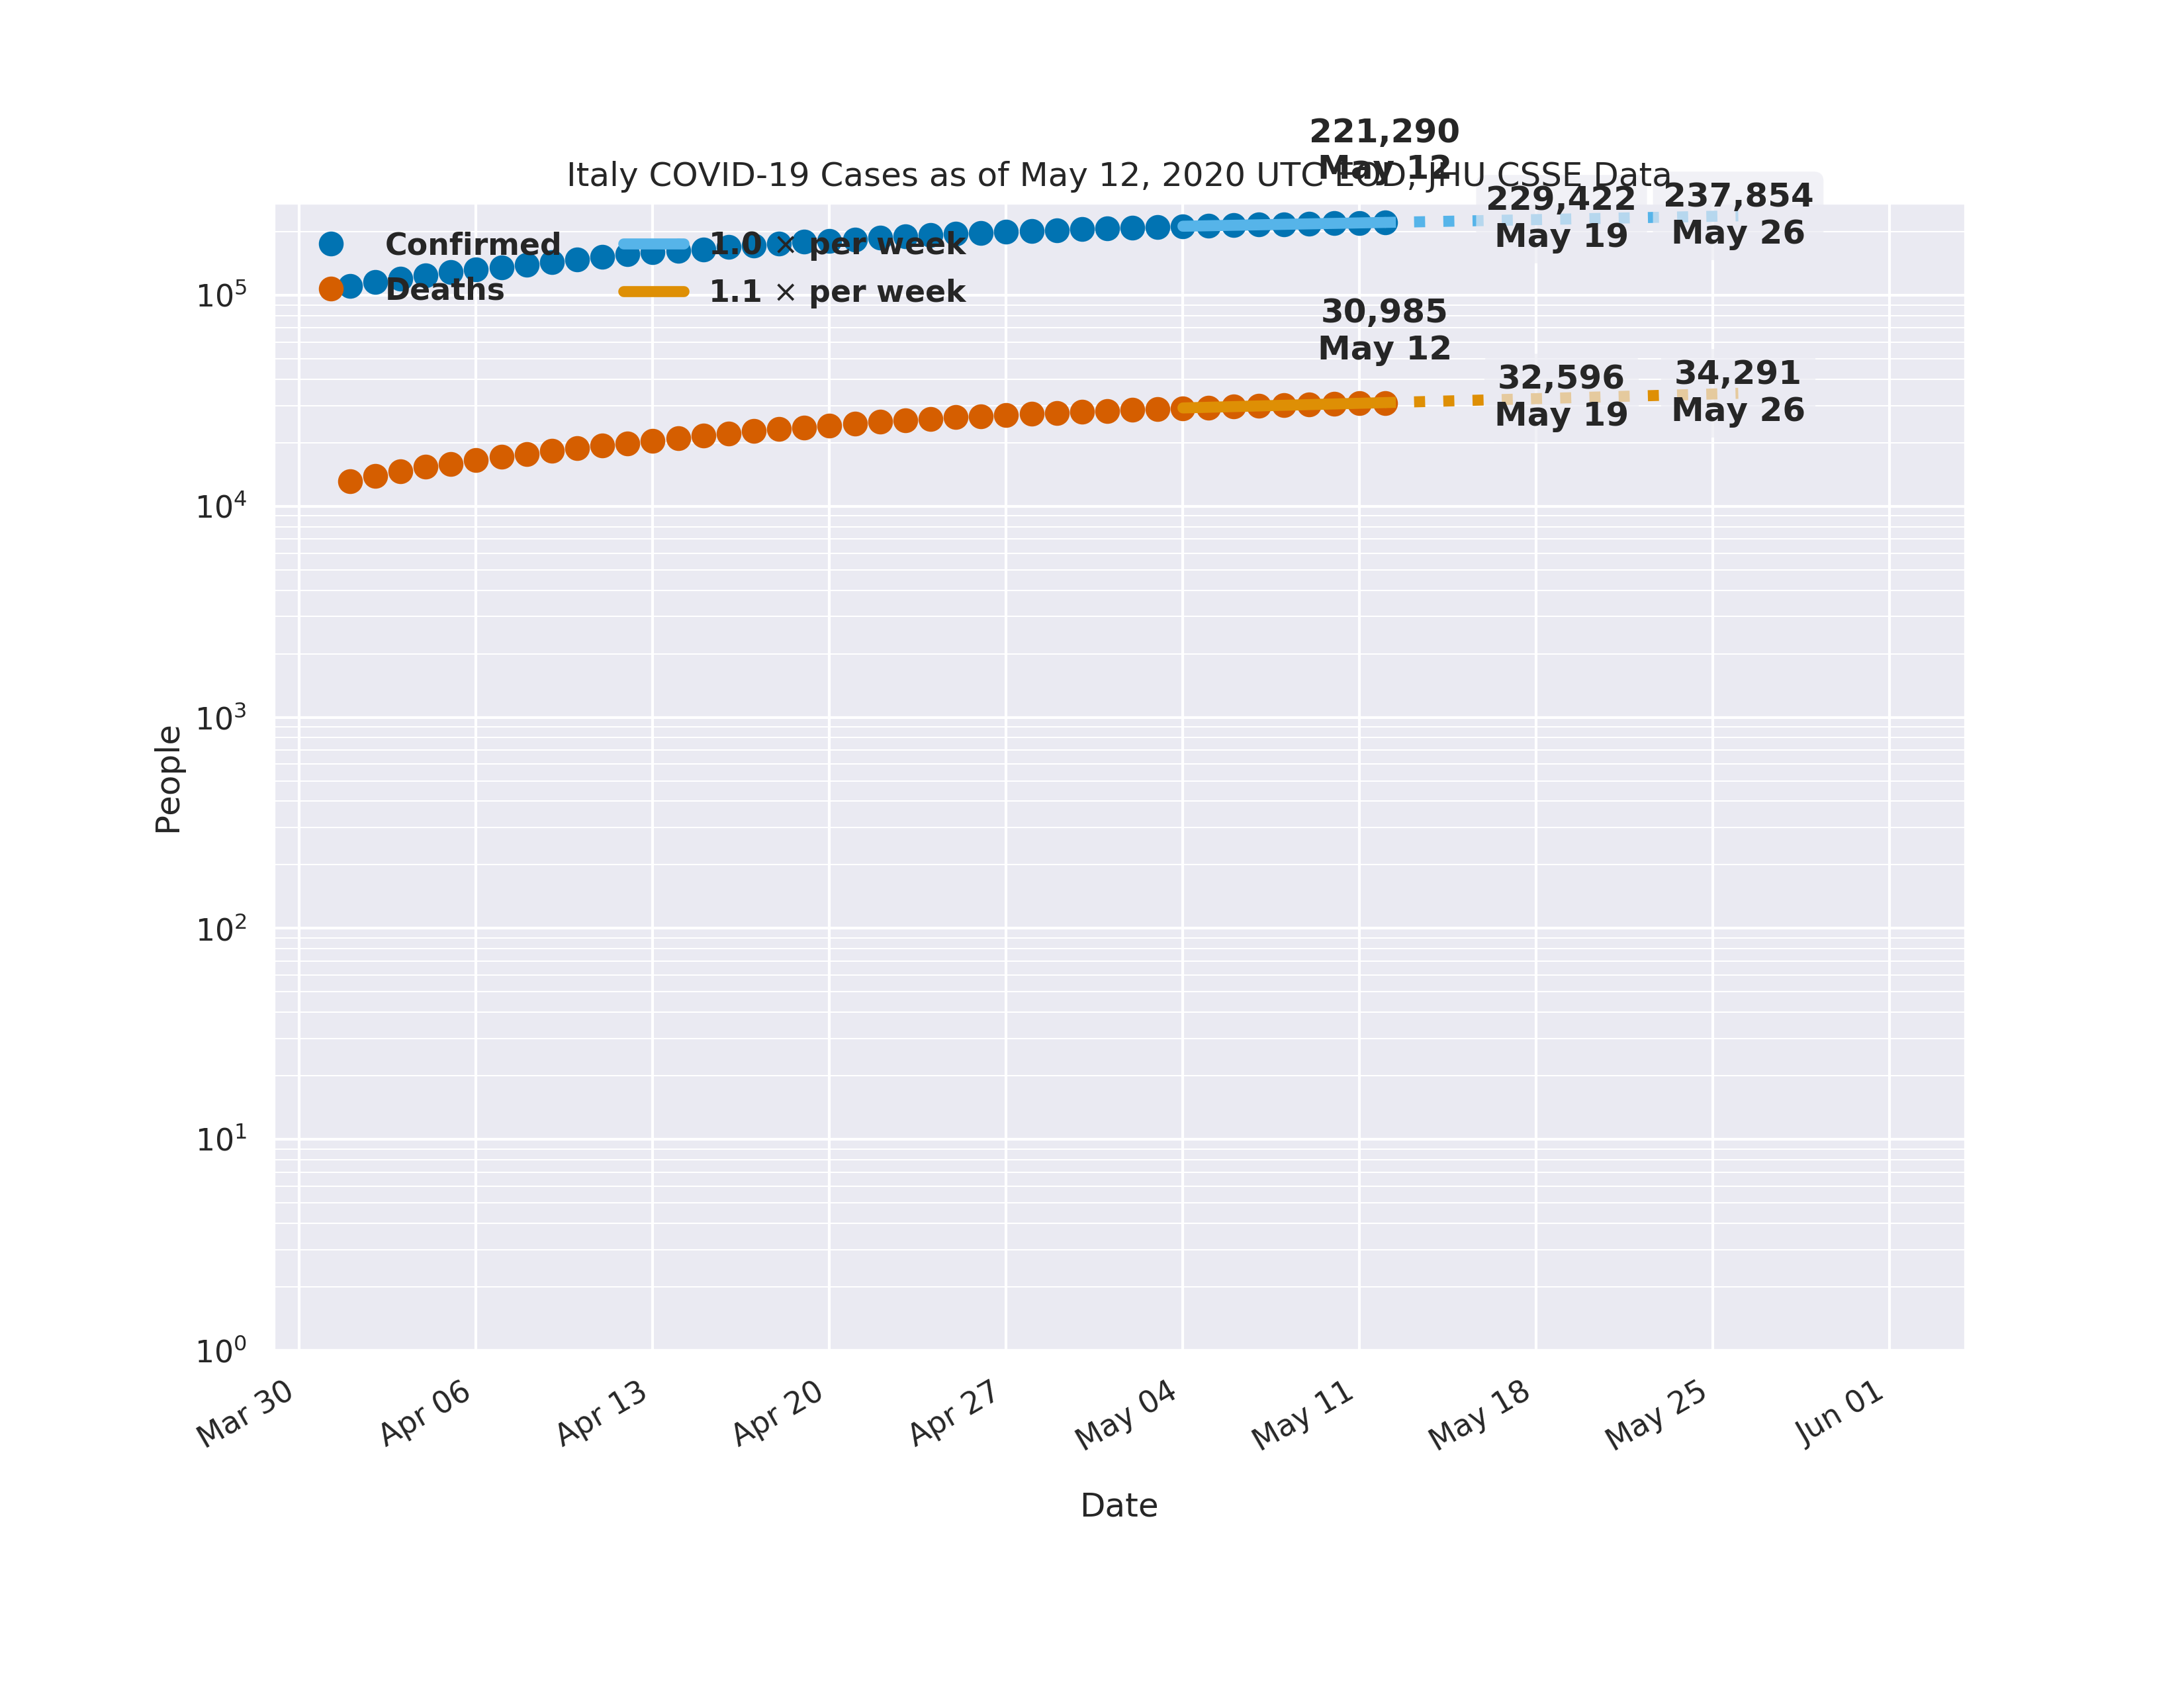 221,290
May 12
Italy COVID-19 Cases as of May 12, 2020 UTC EOD, JHU CSSE Data
229,422
May 19
237,854
May 26
Confirmed
Deaths
1.0 × per week
1.1 × per week
30,985
May 12
32,596
May 19
34,291
May 26
10⁵
10⁴
10³
10²
10¹
10⁰
People
Mar 30
Apr 06
Apr 13
Apr 20
Apr 27
May 04
May 11
May 18
May 25
Jun 01
Date